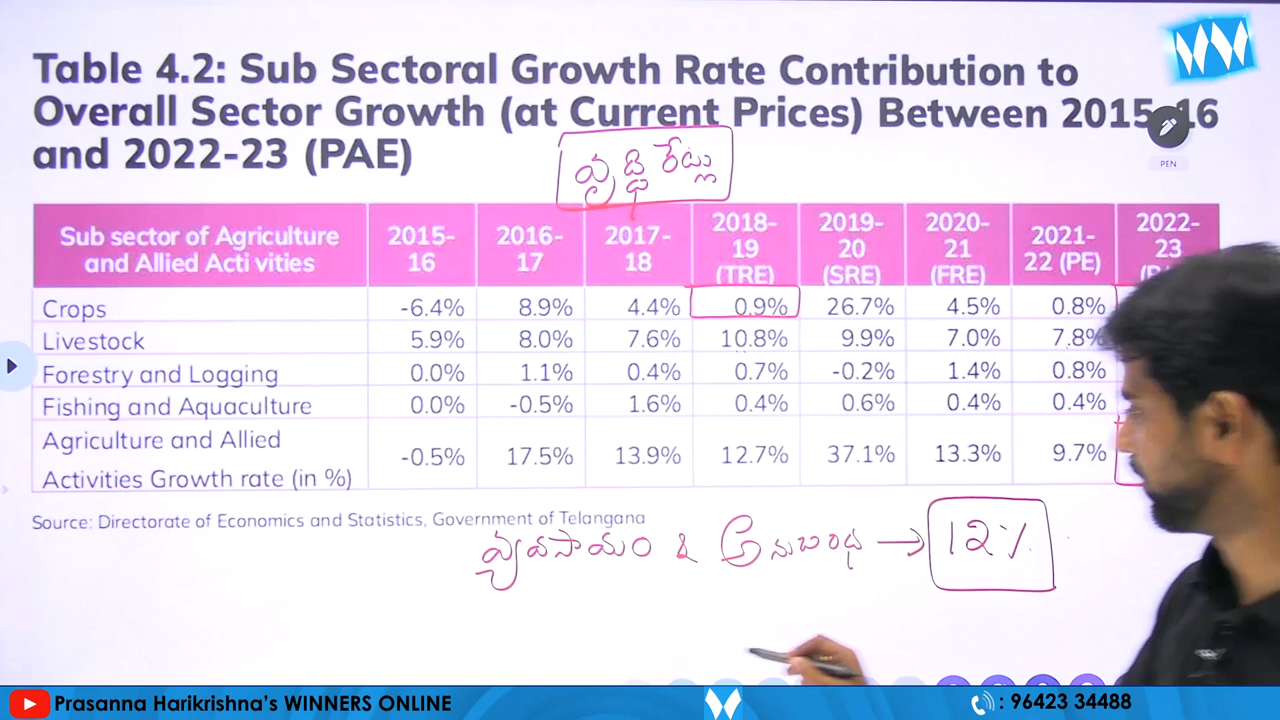 Table 4.2: Sub Sectoral Growth Rate Contribution to
Overall Sector Growth (at Current Prices) Between 2015-16
and 2022-23 (PAE)
PEN
వృద్ధి రేట్లు
Sub sector of Agriculture and Allied Acti vities 2015-16 2016-17 2017-18 2018-19 (TRE) 2019-20 (SRE) 2020-21 (FRE) 2021-22 (PE) 2022-23
Crops -6.4% 8.9% 4.4% 0.9% 26.7% 4.5% 0.8%
Livestock 5.9% 8.0% 7.6% 10.8% 9.9% 7.0% 7.8%
Forestry and Logging 0.0% 1.1% 0.4% 0.7% -0.2% 1.4% 0.8%
Fishing and Aquaculture 0.0% -0.5% 1.6% 0.4% 0.6% 0.4% 0.4%
Agriculture and Allied Activities Growth rate (in %) -0.5% 17.5% 13.9% 12.7% 37.1% 13.3% 9.7%
Source: Directorate of Economics and Statistics, Government of Telangana
వ్యవసాయం & అనుబంధ → 12%
Prasanna Harikrishna's WINNERS ONLINE
: 96423 34488